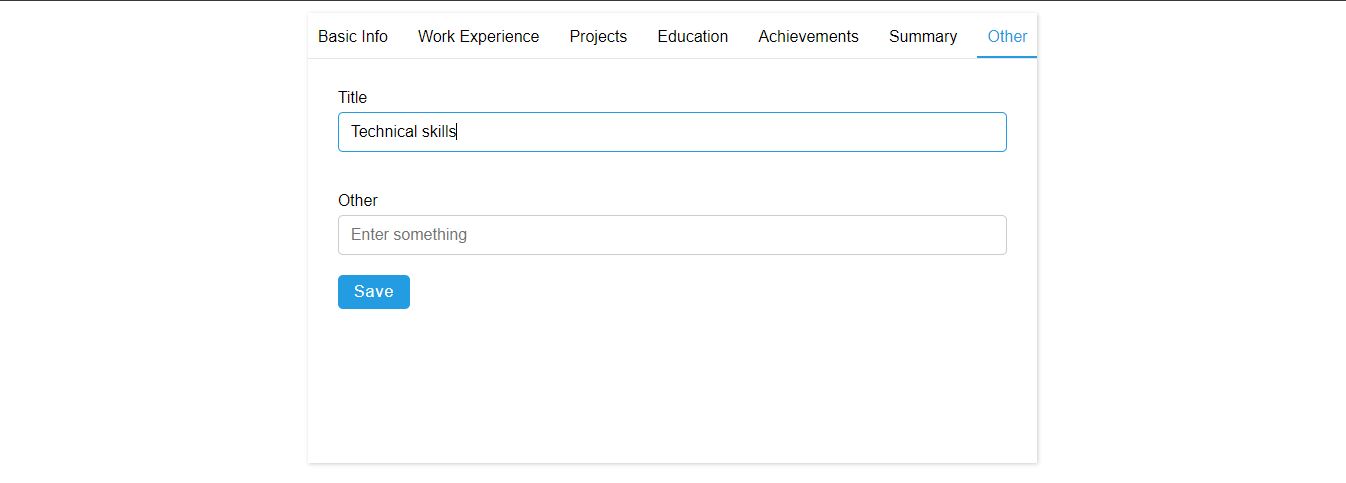 Basic Info Work Experience Projects Education Achievements Summary Other
Title
Technical skills
Other
Enter something
Save